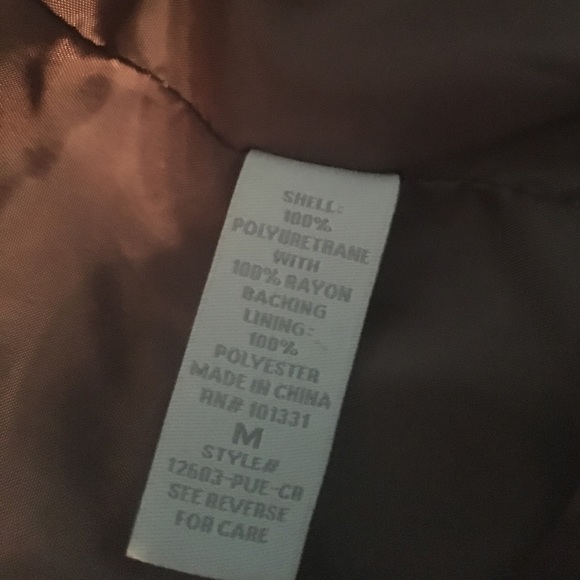 SHELL:
100%
POLYURETHANE
WITH
100% RAYON
BACKING
LINING:
100%
POLYESTER
MADE IN CHINA
RN# 101331
M
STYLE#
12603-PUE-CB
SEE REVERSE
FOR CARE